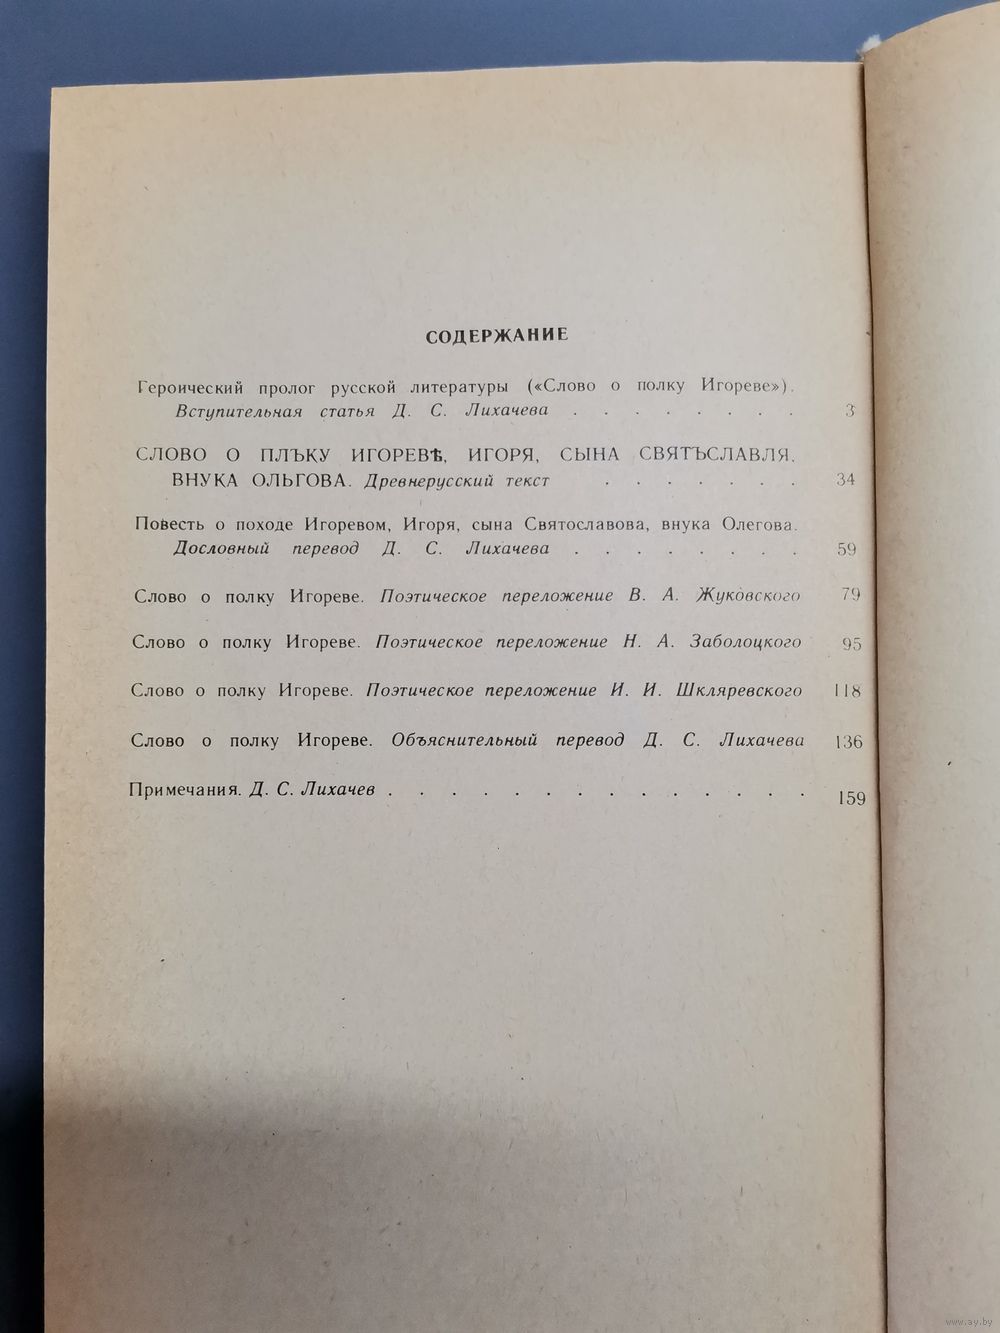 СОДЕРЖАНИЕ
Героический пролог русской литературы («Слово о полку Игореве»).
Вступительная статья Д. С. Лихачева . . . . . . . . 3
СЛОВО О ПЛЪКУ ИГОРЕВѢ, ИГОРЯ, СЫНА СВЯТЪСЛАВЛЯ,
ВНУКА ОЛЬГОВА. Древнерусский текст . . . . . . . 34
Повесть о походе Игоревом, Игоря, сына Святославова, внука Олегова.
Дословный перевод Д. С. Лихачева . . . . . . . . 59
Слово о полку Игореве. Поэтическое переложение В. А. Жуковского 79
Слово о полку Игореве. Поэтическое переложение Н. А. Заболоцкого 95
Слово о полку Игореве. Поэтическое переложение И. И. Шкляревского 118
Слово о полку Игореве. Объяснительный перевод Д. С. Лихачева 136
Примечания. Д. С. Лихачев . . . . . . . . . . . . . . 159
www.ay.by